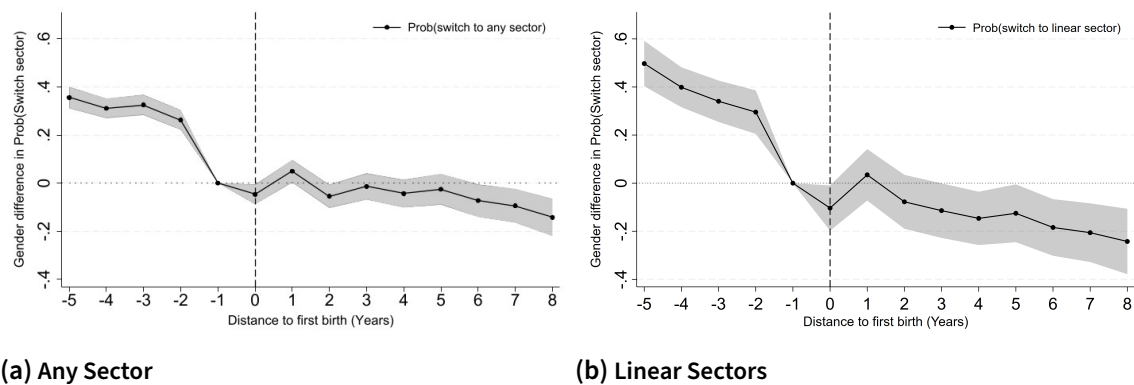 Prob(switch to any sector)
Gender difference in Prob(Switch sector)
.6
.4
.2
0
-.2
-.4
-5 -4 -3 -2 -1 0 1 2 3 4 5 6 7 8
Distance to first birth (Years)
(a) Any Sector
Prob(switch to linear sector)
Gender difference in Prob(Switch sector)
.6
.4
.2
0
-.2
-.4
-5 -4 -3 -2 -1 0 1 2 3 4 5 6 7 8
Distance to first birth (Years)
(b) Linear Sectors